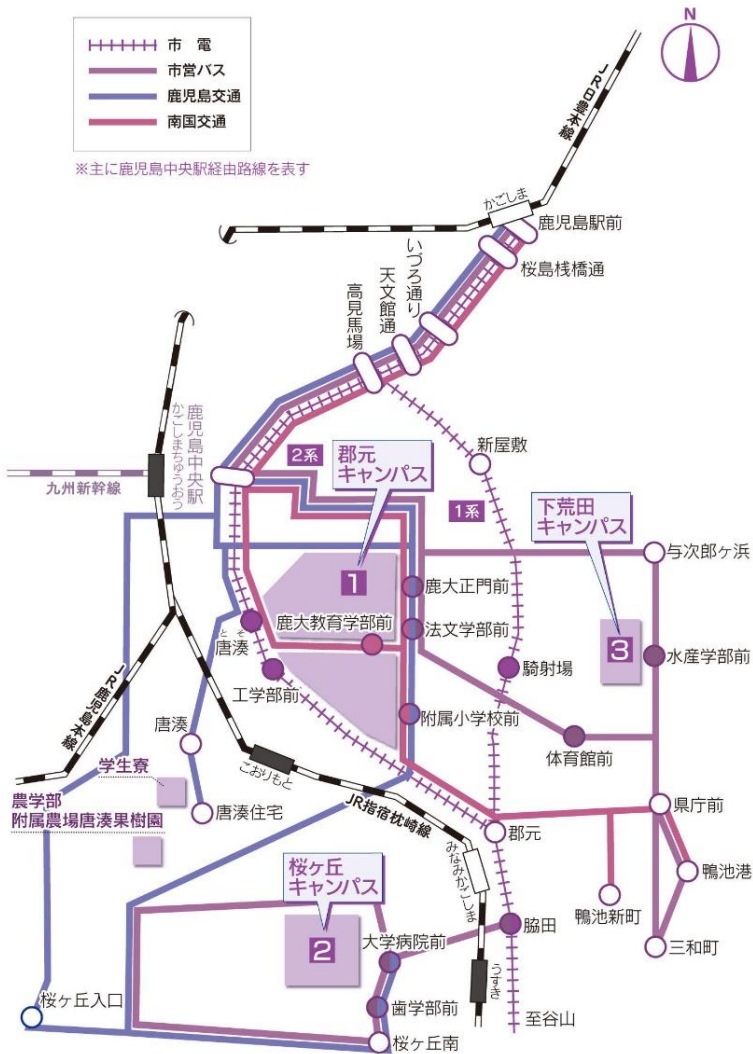 市 電
市営バス
鹿児島交通
南国交通
※主に鹿児島中央駅経由路線を表す
N
JR日豊本線
かごしま
鹿児島駅前
桜島桟橋通
いづろ通り
天文館通
高見馬場
鹿児島中央駅
かごしまちゅうおう
九州新幹線
2系
郡元
キャンパス
新屋敷
1系
下荒田
キャンパス
与次郎ヶ浜
1
鹿大正門前
鹿大教育学部前
法文学部前
3
水産学部前
とそ
唐湊
工学部前
騎射場
JR鹿児島本線
唐湊
附属小学校前
体育館前
学生寮
こおりもと
農学部
附属農場唐湊果樹園
唐湊住宅
JR指宿枕崎線
県庁前
郡元
みなみかごしま
鴨池港
鴨池新町
桜ヶ丘
キャンパス
2
大学病院前
脇田
三和町
うすき
歯学部前
桜ヶ丘入口
桜ヶ丘南
至谷山